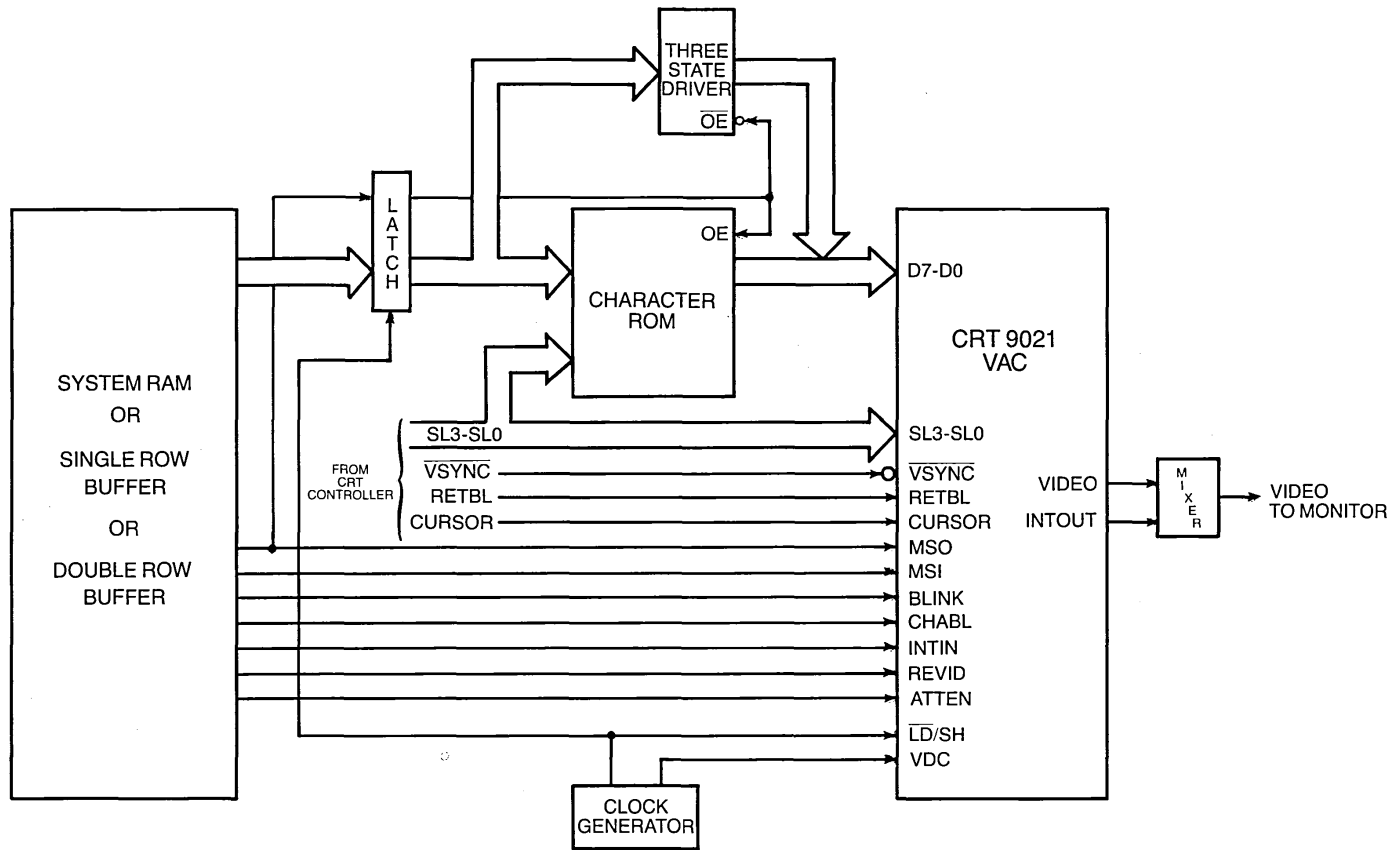 THREE
STATE
DRIVER
OE
LATCH
SYSTEM RAM
OR
SINGLE ROW
BUFFER
OR
DOUBLE ROW
BUFFER
OE
CHARACTER
ROM
FROM
CRT
CONTROLLER
SL3-SL0
VSYNC
RETBL
CURSOR
D7-D0
CRT 9021
VAC
SL3-SL0
VSYNC
RETBL
CURSOR
MSO
MSI
BLINK
CHABL
INTIN
REVID
ATTEN
LD/SH
VDC
VIDEO
INTOUT
MIXER
VIDEO
TO MONITOR
CLOCK
GENERATOR